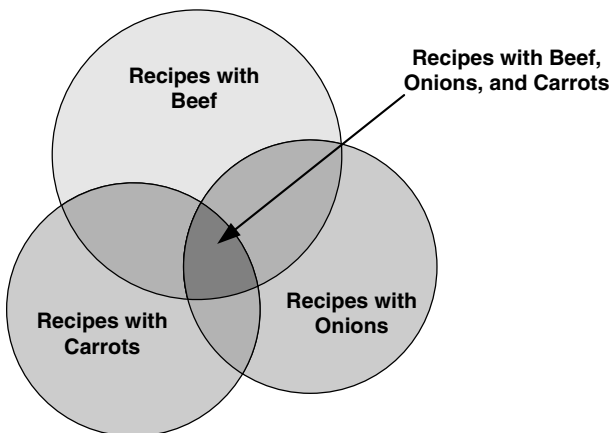 Recipes with
Beef
Recipes with Beef,
Onions, and Carrots
Recipes with
Carrots
Recipes with
Onions